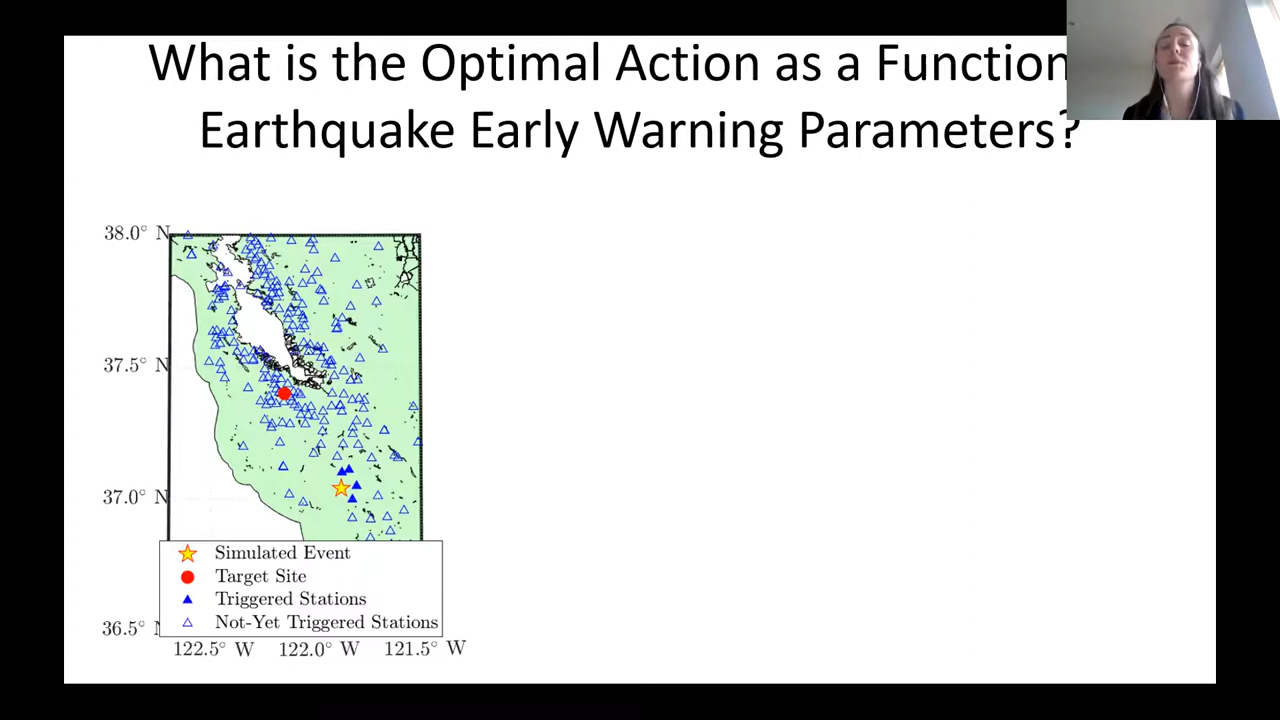 What is the Optimal Action as a Function
Earthquake Early Warning Parameters?
38.0° N
37.5° N
37.0° N
Simulated Event
Target Site
Triggered Stations
Not-Yet Triggered Stations
36.5°
122.5° W 122.0° W 121.5° W